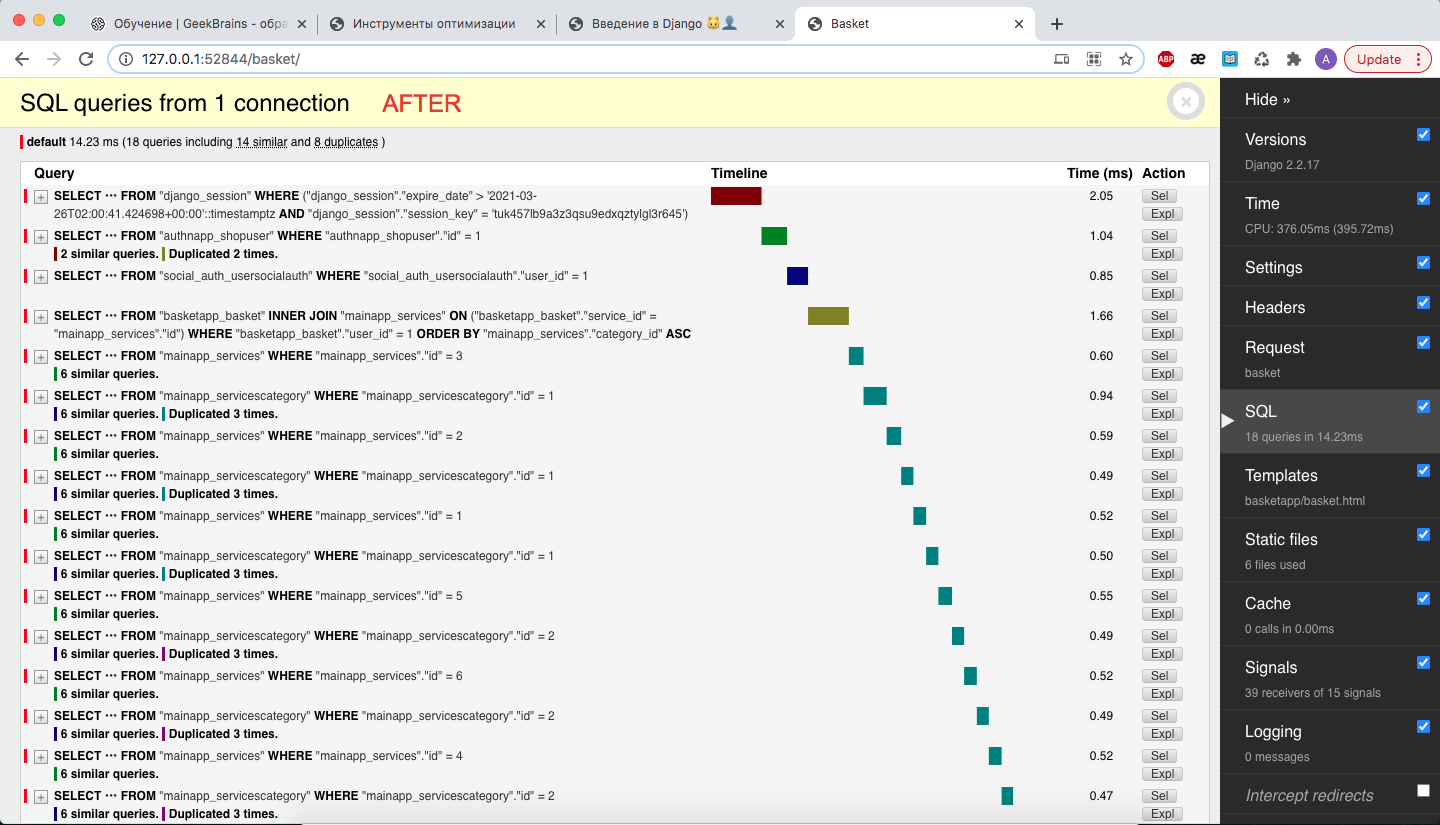 Обучение | GeekBrains - обра
Инструменты оптимизации
Введение в Django
Basket
127.0.0.1:52844/basket/
ABP
æ
A
Update
SQL queries from 1 connection
AFTER
default 14.23 ms (18 queries including 14 similar and 8 duplicates )
Query
Timeline
Time (ms)
Action
SELECT ··· FROM "django_session" WHERE ("django_session"."expire_date" > '2021-03-
26T02:00:41.424698+00:00'::timestamptz AND "django_session"."session_key" = 'tuk457lb9a3z3qsu9edxqztylgl3r645')
2.05
Sel
Expl
SELECT ··· FROM "authnapp_shopuser" WHERE "authnapp_shopuser"."id" = 1
2 similar queries. Duplicated 2 times.
1.04
Sel
Expl
SELECT ··· FROM "social_auth_usersocialauth" WHERE "social_auth_usersocialauth"."user_id" = 1
0.85
Sel
Expl
SELECT ··· FROM "basketapp_basket" INNER JOIN "mainapp_services" ON ("basketapp_basket"."service_id" =
"mainapp_services"."id") WHERE "basketapp_basket"."user_id" = 1 ORDER BY "mainapp_services"."category_id" ASC
1.66
Sel
Expl
SELECT ··· FROM "mainapp_services" WHERE "mainapp_services"."id" = 3
6 similar queries.
0.60
Sel
Expl
SELECT ··· FROM "mainapp_servicescategory" WHERE "mainapp_servicescategory"."id" = 1
6 similar queries. Duplicated 3 times.
0.94
Sel
Expl
SELECT ··· FROM "mainapp_services" WHERE "mainapp_services"."id" = 2
6 similar queries.
0.59
Sel
Expl
SELECT ··· FROM "mainapp_servicescategory" WHERE "mainapp_servicescategory"."id" = 1
6 similar queries. Duplicated 3 times.
0.49
Sel
Expl
SELECT ··· FROM "mainapp_services" WHERE "mainapp_services"."id" = 1
6 similar queries.
0.52
Sel
Expl
SELECT ··· FROM "mainapp_servicescategory" WHERE "mainapp_servicescategory"."id" = 1
6 similar queries. Duplicated 3 times.
0.50
Sel
Expl
SELECT ··· FROM "mainapp_services" WHERE "mainapp_services"."id" = 5
6 similar queries.
0.55
Sel
Expl
SELECT ··· FROM "mainapp_servicescategory" WHERE "mainapp_servicescategory"."id" = 2
6 similar queries. Duplicated 3 times.
0.49
Sel
Expl
SELECT ··· FROM "mainapp_services" WHERE "mainapp_services"."id" = 6
6 similar queries.
0.52
Sel
Expl
SELECT ··· FROM "mainapp_servicescategory" WHERE "mainapp_servicescategory"."id" = 2
6 similar queries. Duplicated 3 times.
0.49
Sel
Expl
SELECT ··· FROM "mainapp_services" WHERE "mainapp_services"."id" = 4
6 similar queries.
0.52
Sel
Expl
SELECT ··· FROM "mainapp_servicescategory" WHERE "mainapp_servicescategory"."id" = 2
6 similar queries. Duplicated 3 times.
0.47
Sel
Expl
Hide »
Versions
Django 2.2.17
Time
CPU: 376.05ms (395.72ms)
Settings
Headers
Request
basket
SQL
18 queries in 14.23ms
Templates
basketapp/basket.html
Static files
6 files used
Cache
0 calls in 0.00ms
Signals
39 receivers of 15 signals
Logging
0 messages
Intercept redirects